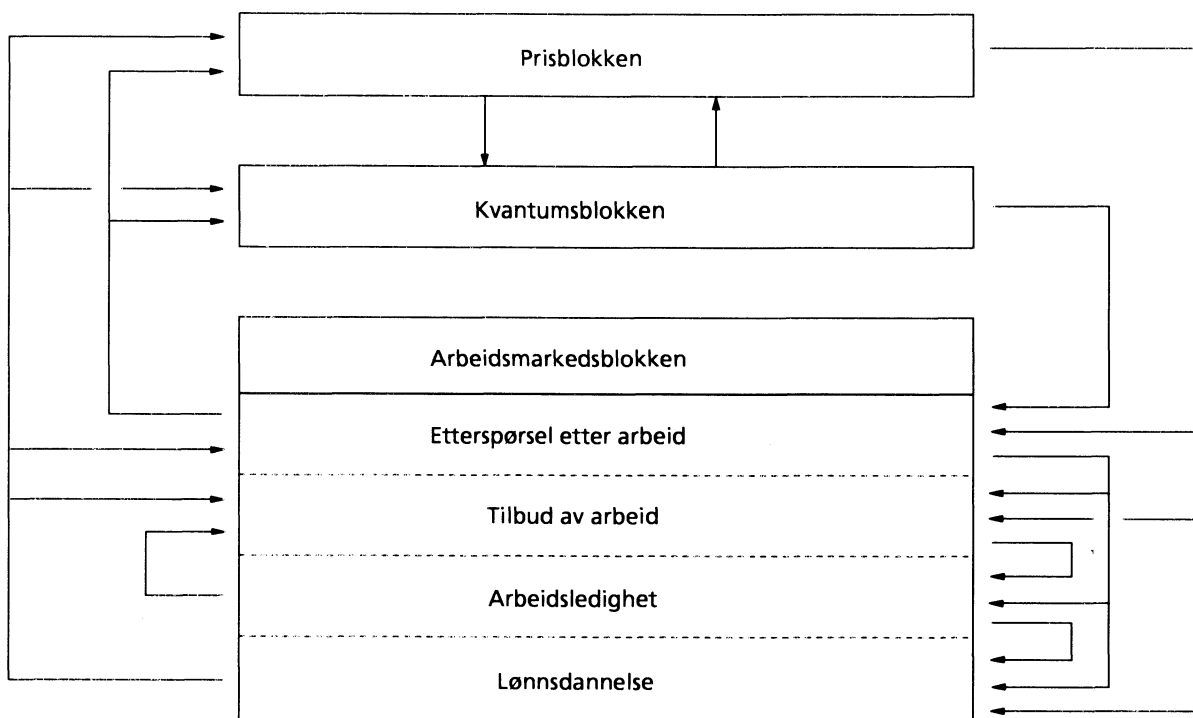 Prisblokken
Kvantumsblokken
Arbeidsmarkedsblokken
Etterspørsel etter arbeid
Tilbud av arbeid
Arbeidsledighet
Lønnsdannelse